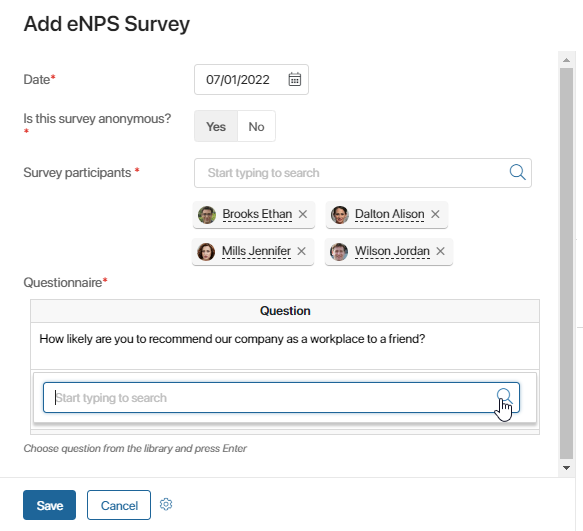 Add eNPS Survey
Date*
07/01/2022
Is this survey anonymous?
*
Yes No
Survey participants *
Start typing to search
Brooks Ethan × Dalton Alison ×
Mills Jennifer × Wilson Jordan ×
Questionnaire*
Question
How likely are you to recommend our company as a workplace to a friend?
Start typing to search
Choose question from the library and press Enter
Save Cancel